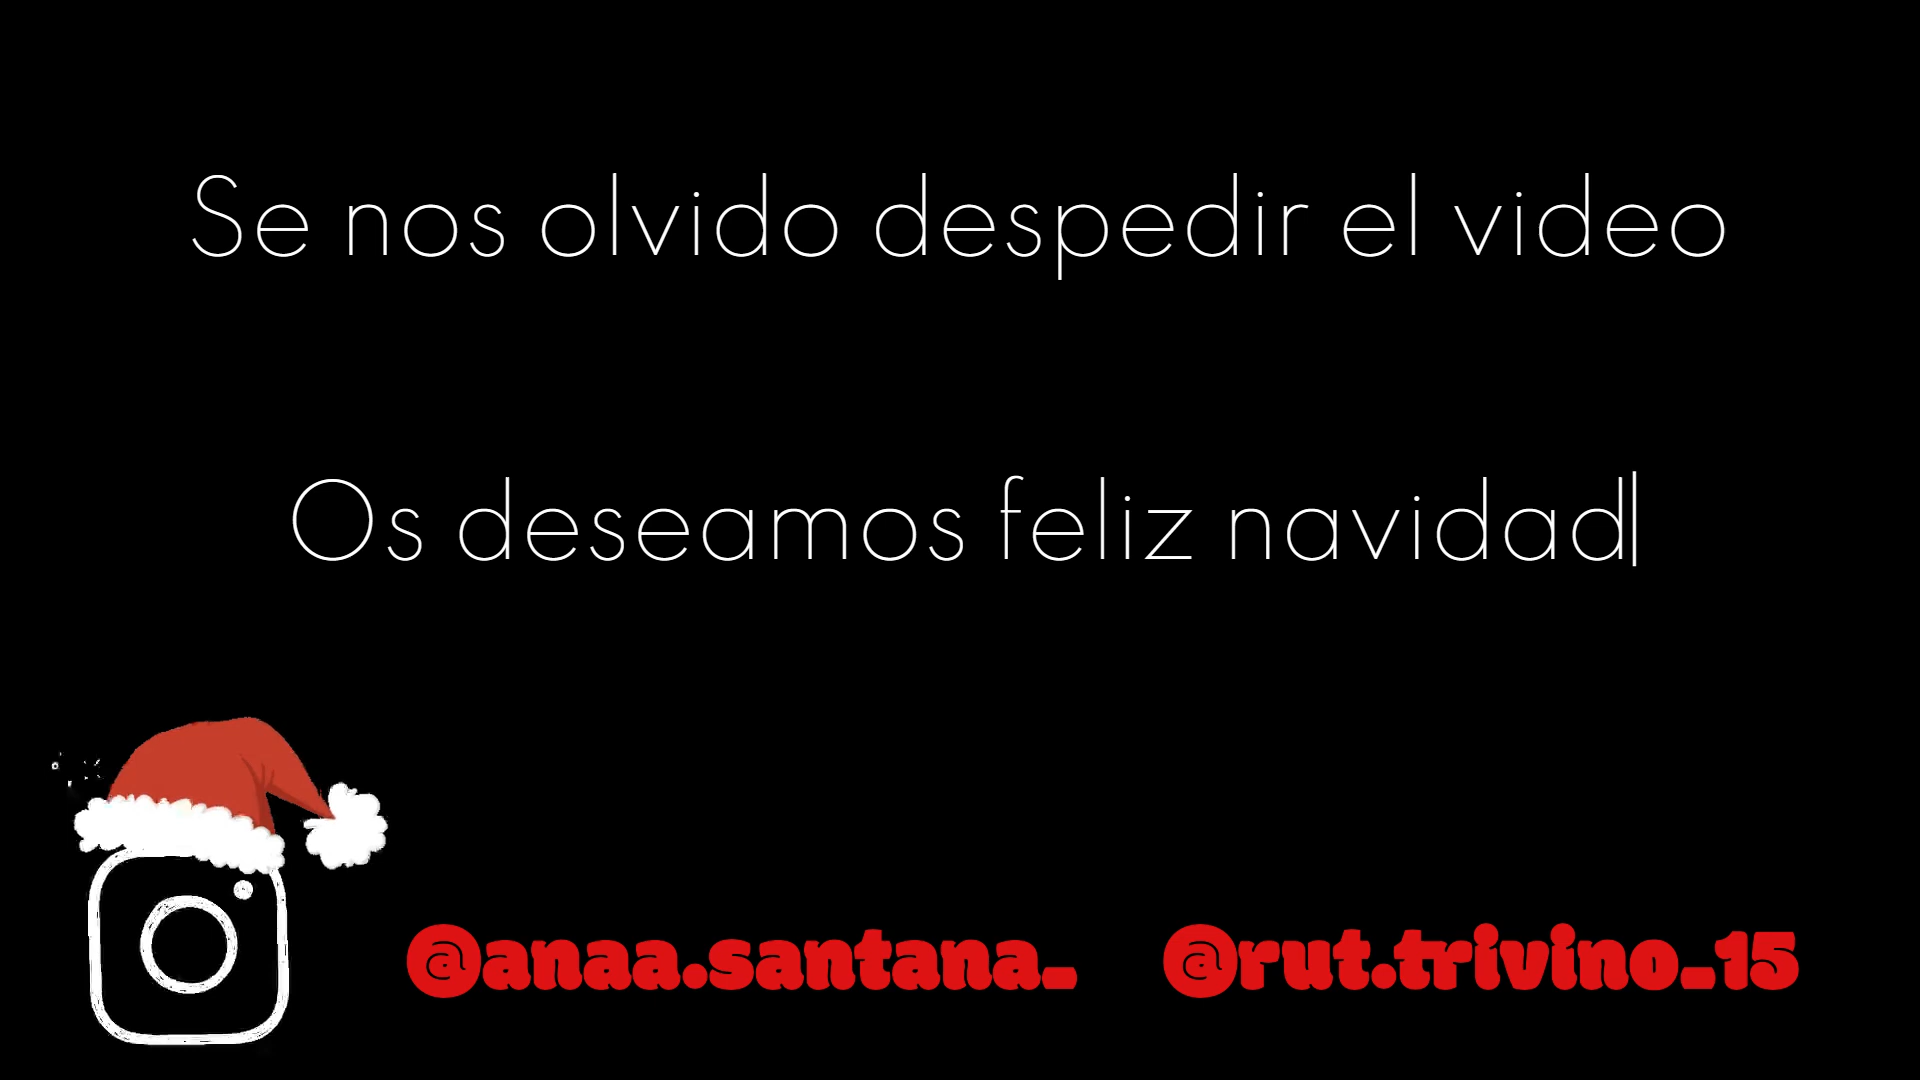 Se nos olvido despedir el video
Os deseamos feliz navidad
@anaa.santana_ @rut.trivino_15